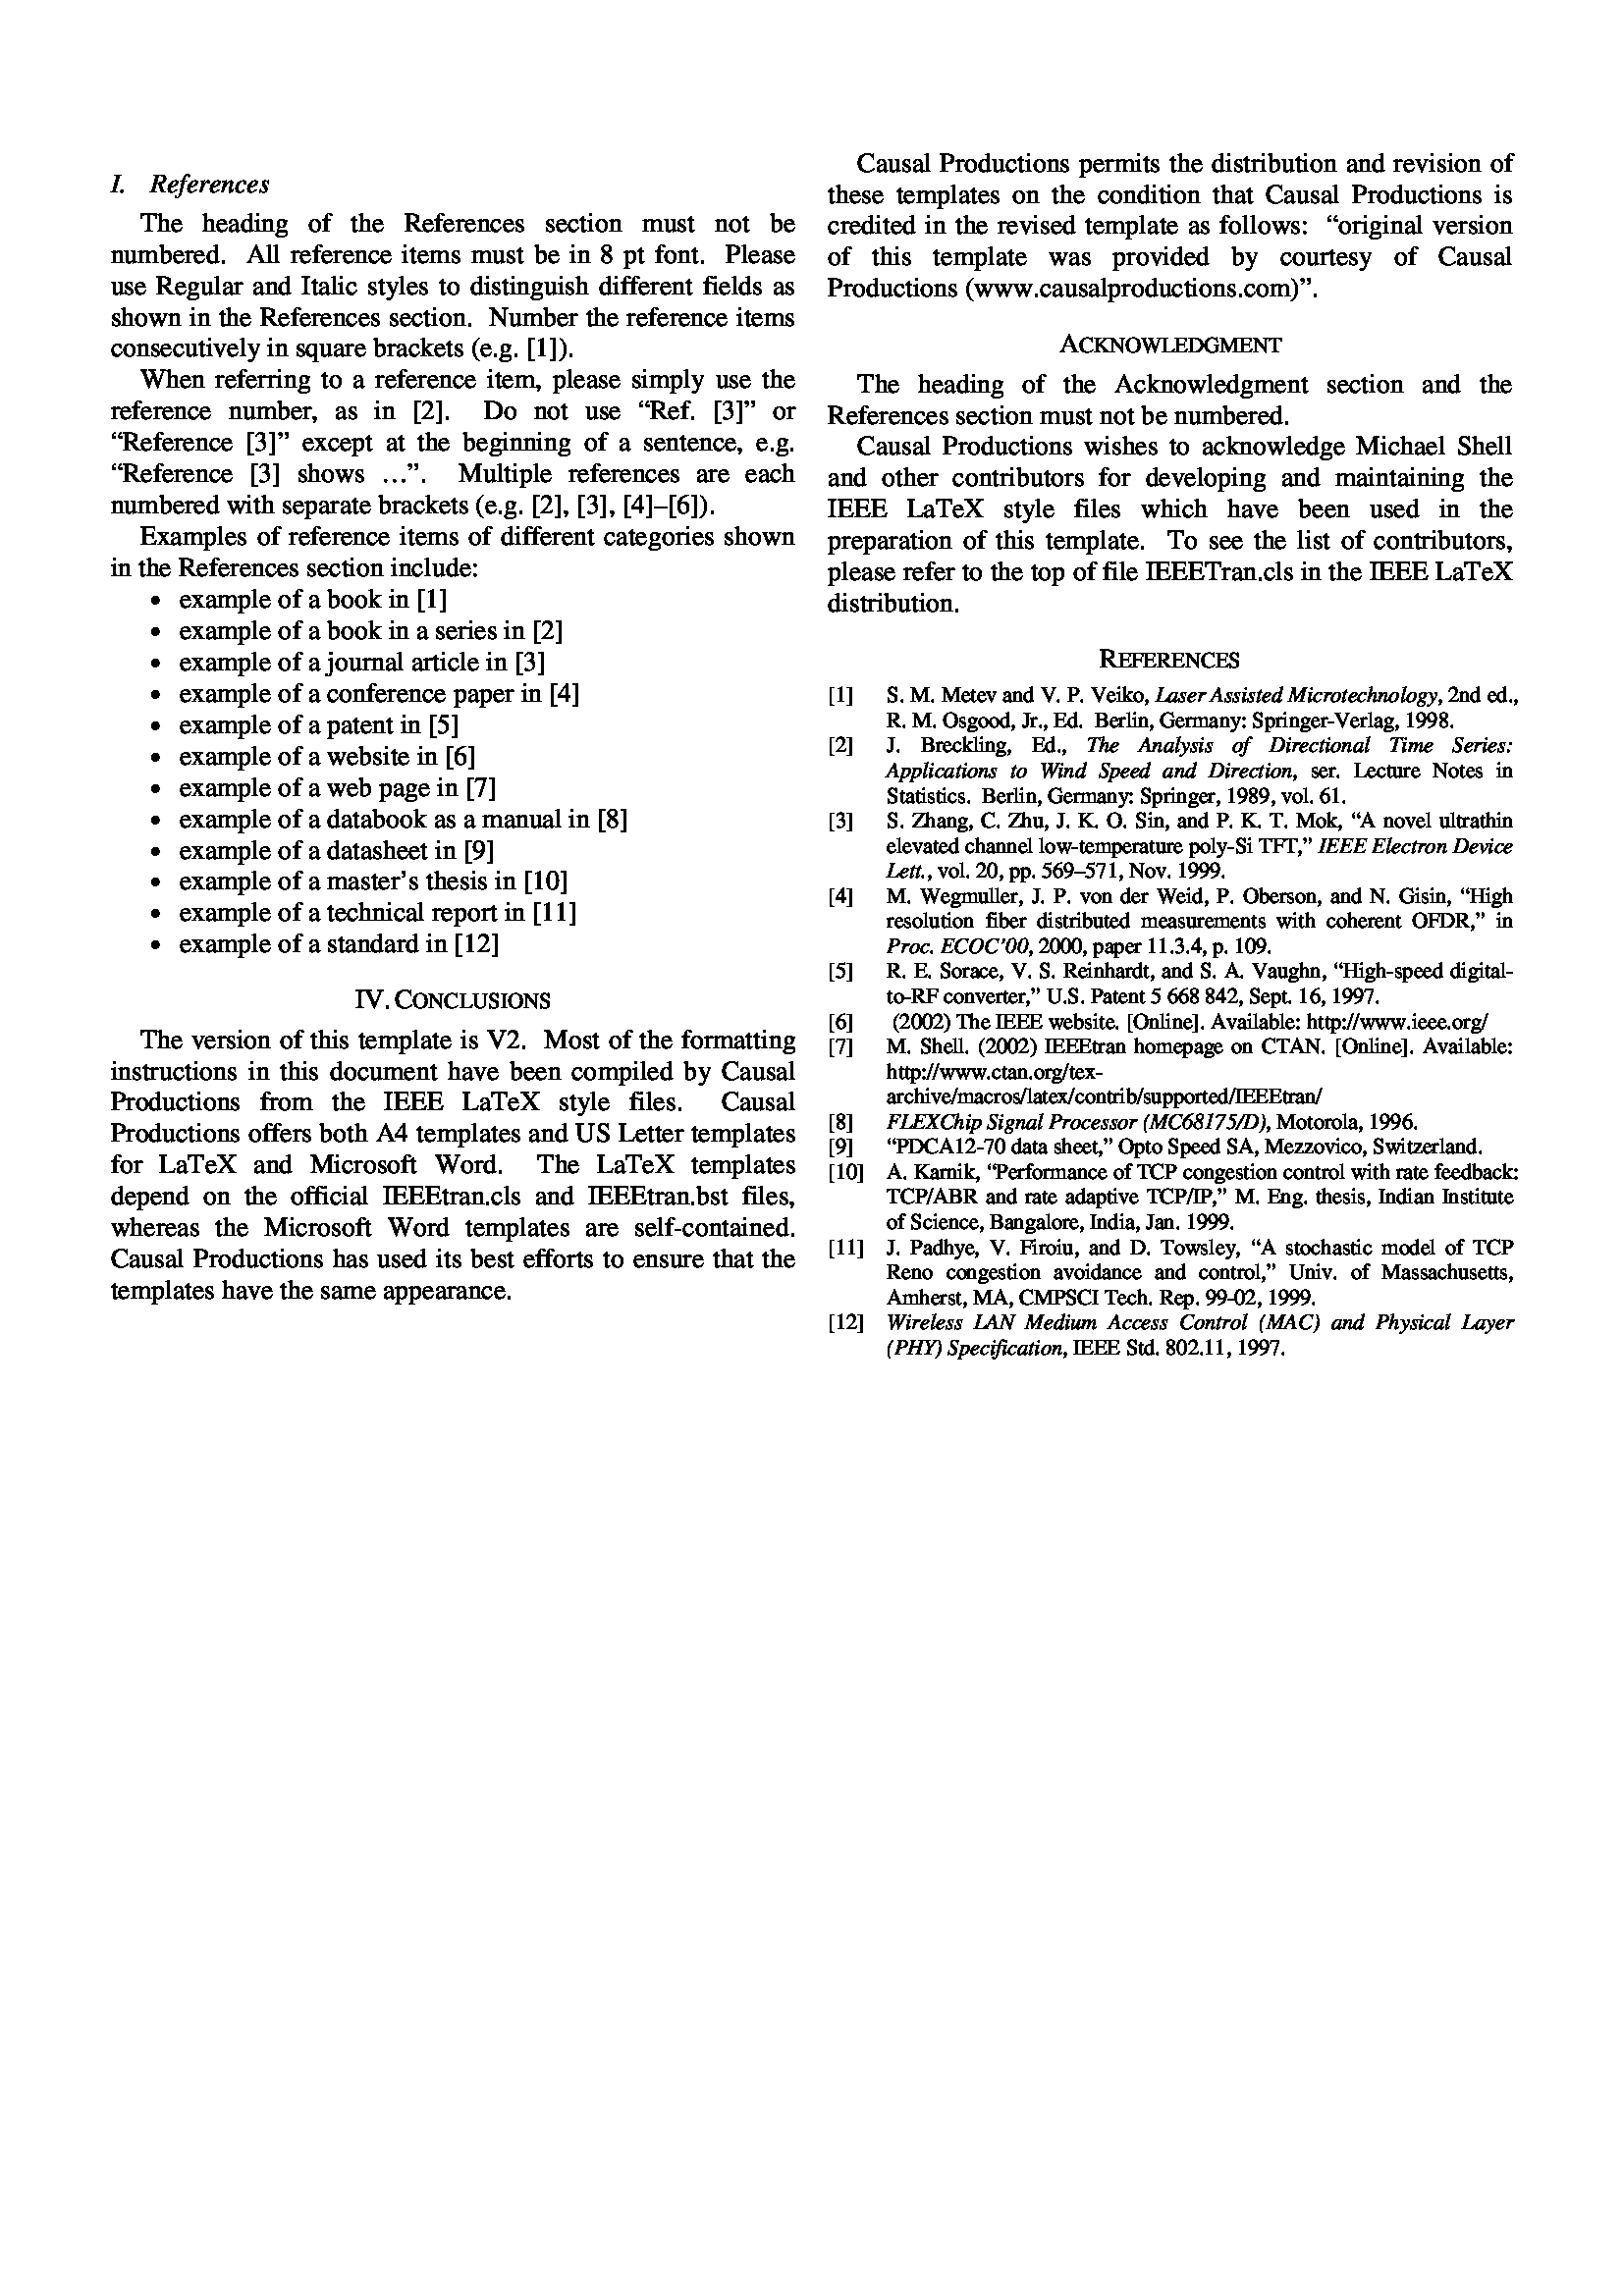 I. References
The heading of the References section must not be
numbered. All reference items must be in 8 pt font. Please
use Regular and Italic styles to distinguish different fields as
shown in the References section. Number the reference items
consecutively in square brackets (e.g. [1]).
When referring to a reference item, please simply use the
reference number, as in [2]. Do not use “Ref. [3]” or
“Reference [3]” except at the beginning of a sentence, e.g.
“Reference [3] shows …”. Multiple references are each
numbered with separate brackets (e.g. [2], [3], [4]–[6]).
Examples of reference items of different categories shown
in the References section include:
• example of a book in [1]
• example of a book in a series in [2]
• example of a journal article in [3]
• example of a conference paper in [4]
• example of a patent in [5]
• example of a website in [6]
• example of a web page in [7]
• example of a databook as a manual in [8]
• example of a datasheet in [9]
• example of a master’s thesis in [10]
• example of a technical report in [11]
• example of a standard in [12]
IV. CONCLUSIONS
The version of this template is V2. Most of the formatting
instructions in this document have been compiled by Causal
Productions from the IEEE LaTeX style files. Causal
Productions offers both A4 templates and US Letter templates
for LaTeX and Microsoft Word. The LaTeX templates
depend on the official IEEEtran.cls and IEEEtran.bst files,
whereas the Microsoft Word templates are self-contained.
Causal Productions has used its best efforts to ensure that the
templates have the same appearance.
Causal Productions permits the distribution and revision of
these templates on the condition that Causal Productions is
credited in the revised template as follows: “original version
of this template was provided by courtesy of Causal
Productions (www.causalproductions.com)”.
ACKNOWLEDGMENT
The heading of the Acknowledgment section and the
References section must not be numbered.
Causal Productions wishes to acknowledge Michael Shell
and other contributors for developing and maintaining the
IEEE LaTeX style files which have been used in the
preparation of this template. To see the list of contributors,
please refer to the top of file IEEETran.cls in the IEEE LaTeX
distribution.
REFERENCES
[1] S. M. Metev and V. P. Veiko, Laser Assisted Microtechnology, 2nd ed.,
R. M. Osgood, Jr., Ed. Berlin, Germany: Springer-Verlag, 1998.
[2] J. Breckling, Ed., The Analysis of Directional Time Series:
Applications to Wind Speed and Direction, ser. Lecture Notes in
Statistics. Berlin, Germany: Springer, 1989, vol. 61.
[3] S. Zhang, C. Zhu, J. K. O. Sin, and P. K. T. Mok, “A novel ultrathin
elevated channel low-temperature poly-Si TFT,” IEEE Electron Device
Lett., vol. 20, pp. 569–571, Nov. 1999.
[4] M. Wegmuller, J. P. von der Weid, P. Oberson, and N. Gisin, “High
resolution fiber distributed measurements with coherent OFDR,” in
Proc. ECOC’00, 2000, paper 11.3.4, p. 109.
[5] R. E. Sorace, V. S. Reinhardt, and S. A. Vaughn, “High-speed digital-
to-RF converter,” U.S. Patent 5 668 842, Sept. 16, 1997.
[6] (2002) The IEEE website. [Online]. Available: http://www.ieee.org/
[7] M. Shell. (2002) IEEEtran homepage on CTAN. [Online]. Available:
http://www.ctan.org/tex-
archive/macros/latex/contrib/supported/IEEEtran/
[8] FLEXChip Signal Processor (MC68175/D), Motorola, 1996.
[9] “PDCA12-70 data sheet,” Opto Speed SA, Mezzovico, Switzerland.
[10] A. Karnik, “Performance of TCP congestion control with rate feedback:
TCP/ABR and rate adaptive TCP/IP,” M. Eng. thesis, Indian Institute
of Science, Bangalore, India, Jan. 1999.
[11] J. Padhye, V. Firoiu, and D. Towsley, “A stochastic model of TCP
Reno congestion avoidance and control,” Univ. of Massachusetts,
Amherst, MA, CMPSCI Tech. Rep. 99-02, 1999.
[12] Wireless LAN Medium Access Control (MAC) and Physical Layer
(PHY) Specification, IEEE Std. 802.11, 1997.